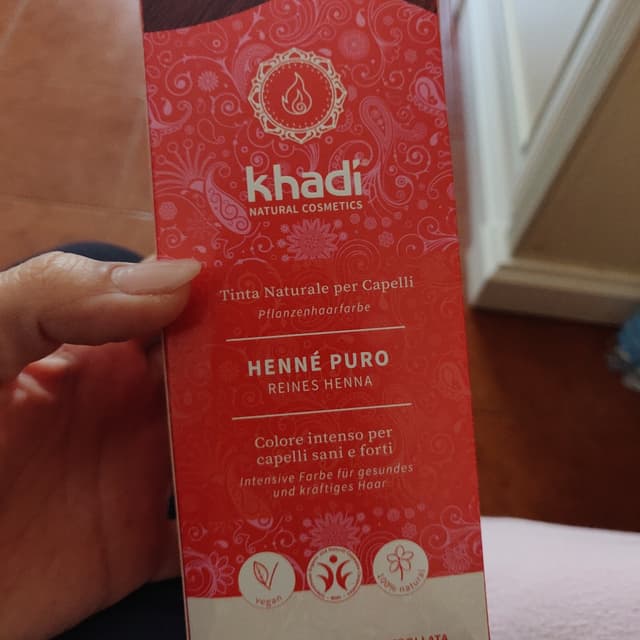 khadí
NATURAL COSMETICS
Tinta Naturale per Capelli
Pflanzenhaarfarbe
HENNÉ PURO
REINES HENNA
Colore intenso per
capelli sani e forti
Intensive Farbe für gesundes
und kräftiges Haar
vegan
100% natural